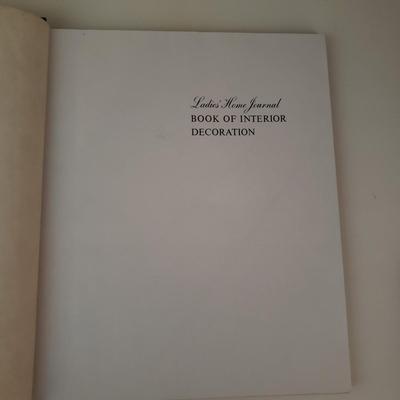 Ladies' Home Journal
BOOK OF INTERIOR
DECORATION